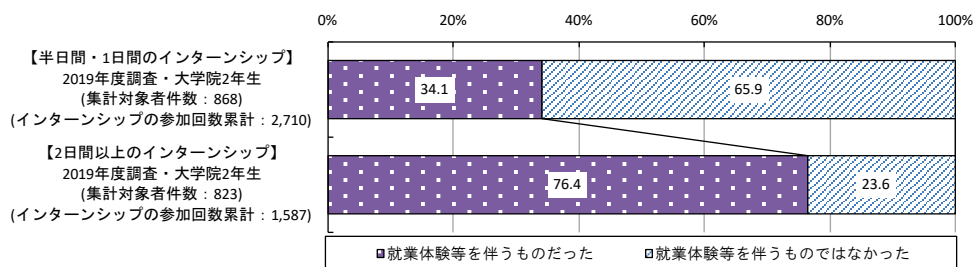 0% 20% 40% 60% 80% 100%
【半日間・1日間のインターンシップ】
2019年度調査・大学院2年生
(集計対象者件数：868)
(インターンシップの参加回数累計：2,710)
34.1 65.9
【2日間以上のインターンシップ】
2019年度調査・大学院2年生
(集計対象者件数：823)
(インターンシップの参加回数累計：1,587)
76.4 23.6
就業体験等を伴うものだった 就業体験等を伴うものではなかった